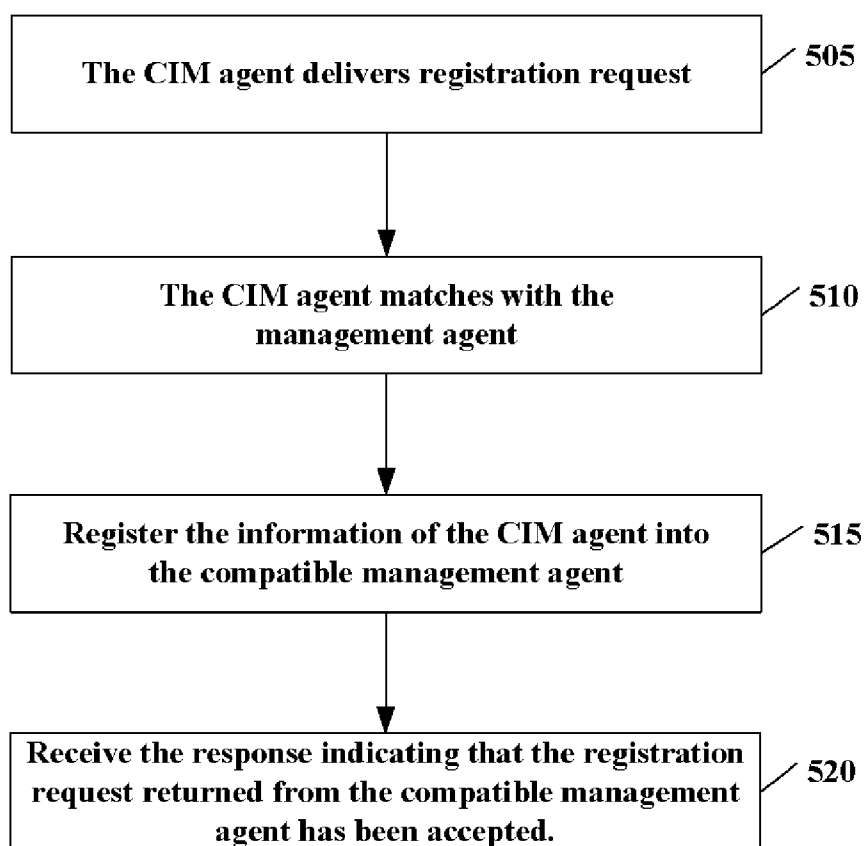 The CIM agent delivers registration request
505
The CIM agent matches with the
management agent
510
Register the information of the CIM agent into
the compatible management agent
515
Receive the response indicating that the registration
request returned from the compatible management
agent has been accepted.
520